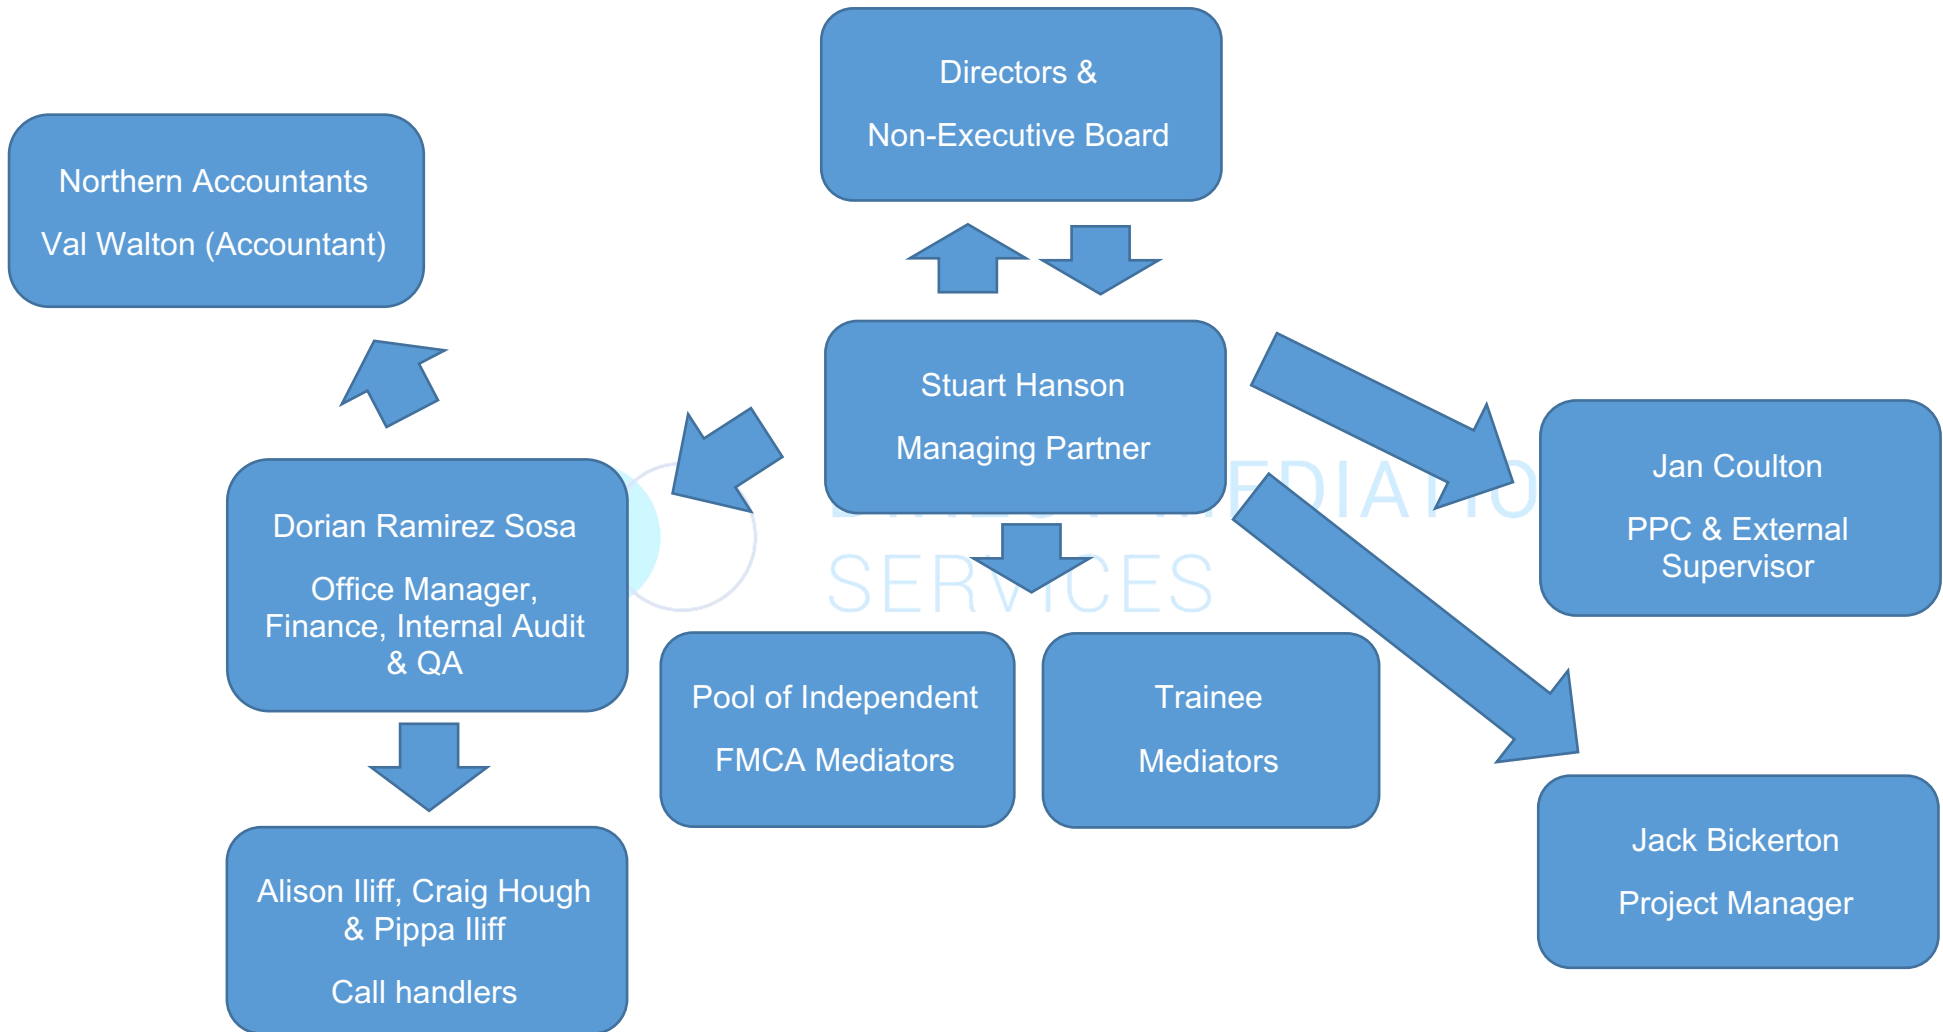 Directors &
Non-Executive Board
Northern Accountants
Val Walton (Accountant)
Stuart Hanson
Managing Partner
Jan Coulton
PPC & External
Supervisor
Dorian Ramirez Sosa
Office Manager,
Finance, Internal Audit
& QA
SERVICES
Pool of Independent
FMCA Mediators
Trainee
Mediators
Jack Bickerton
Project Manager
Alison Iliff, Craig Hough
& Pippa Iliff
Call handlers